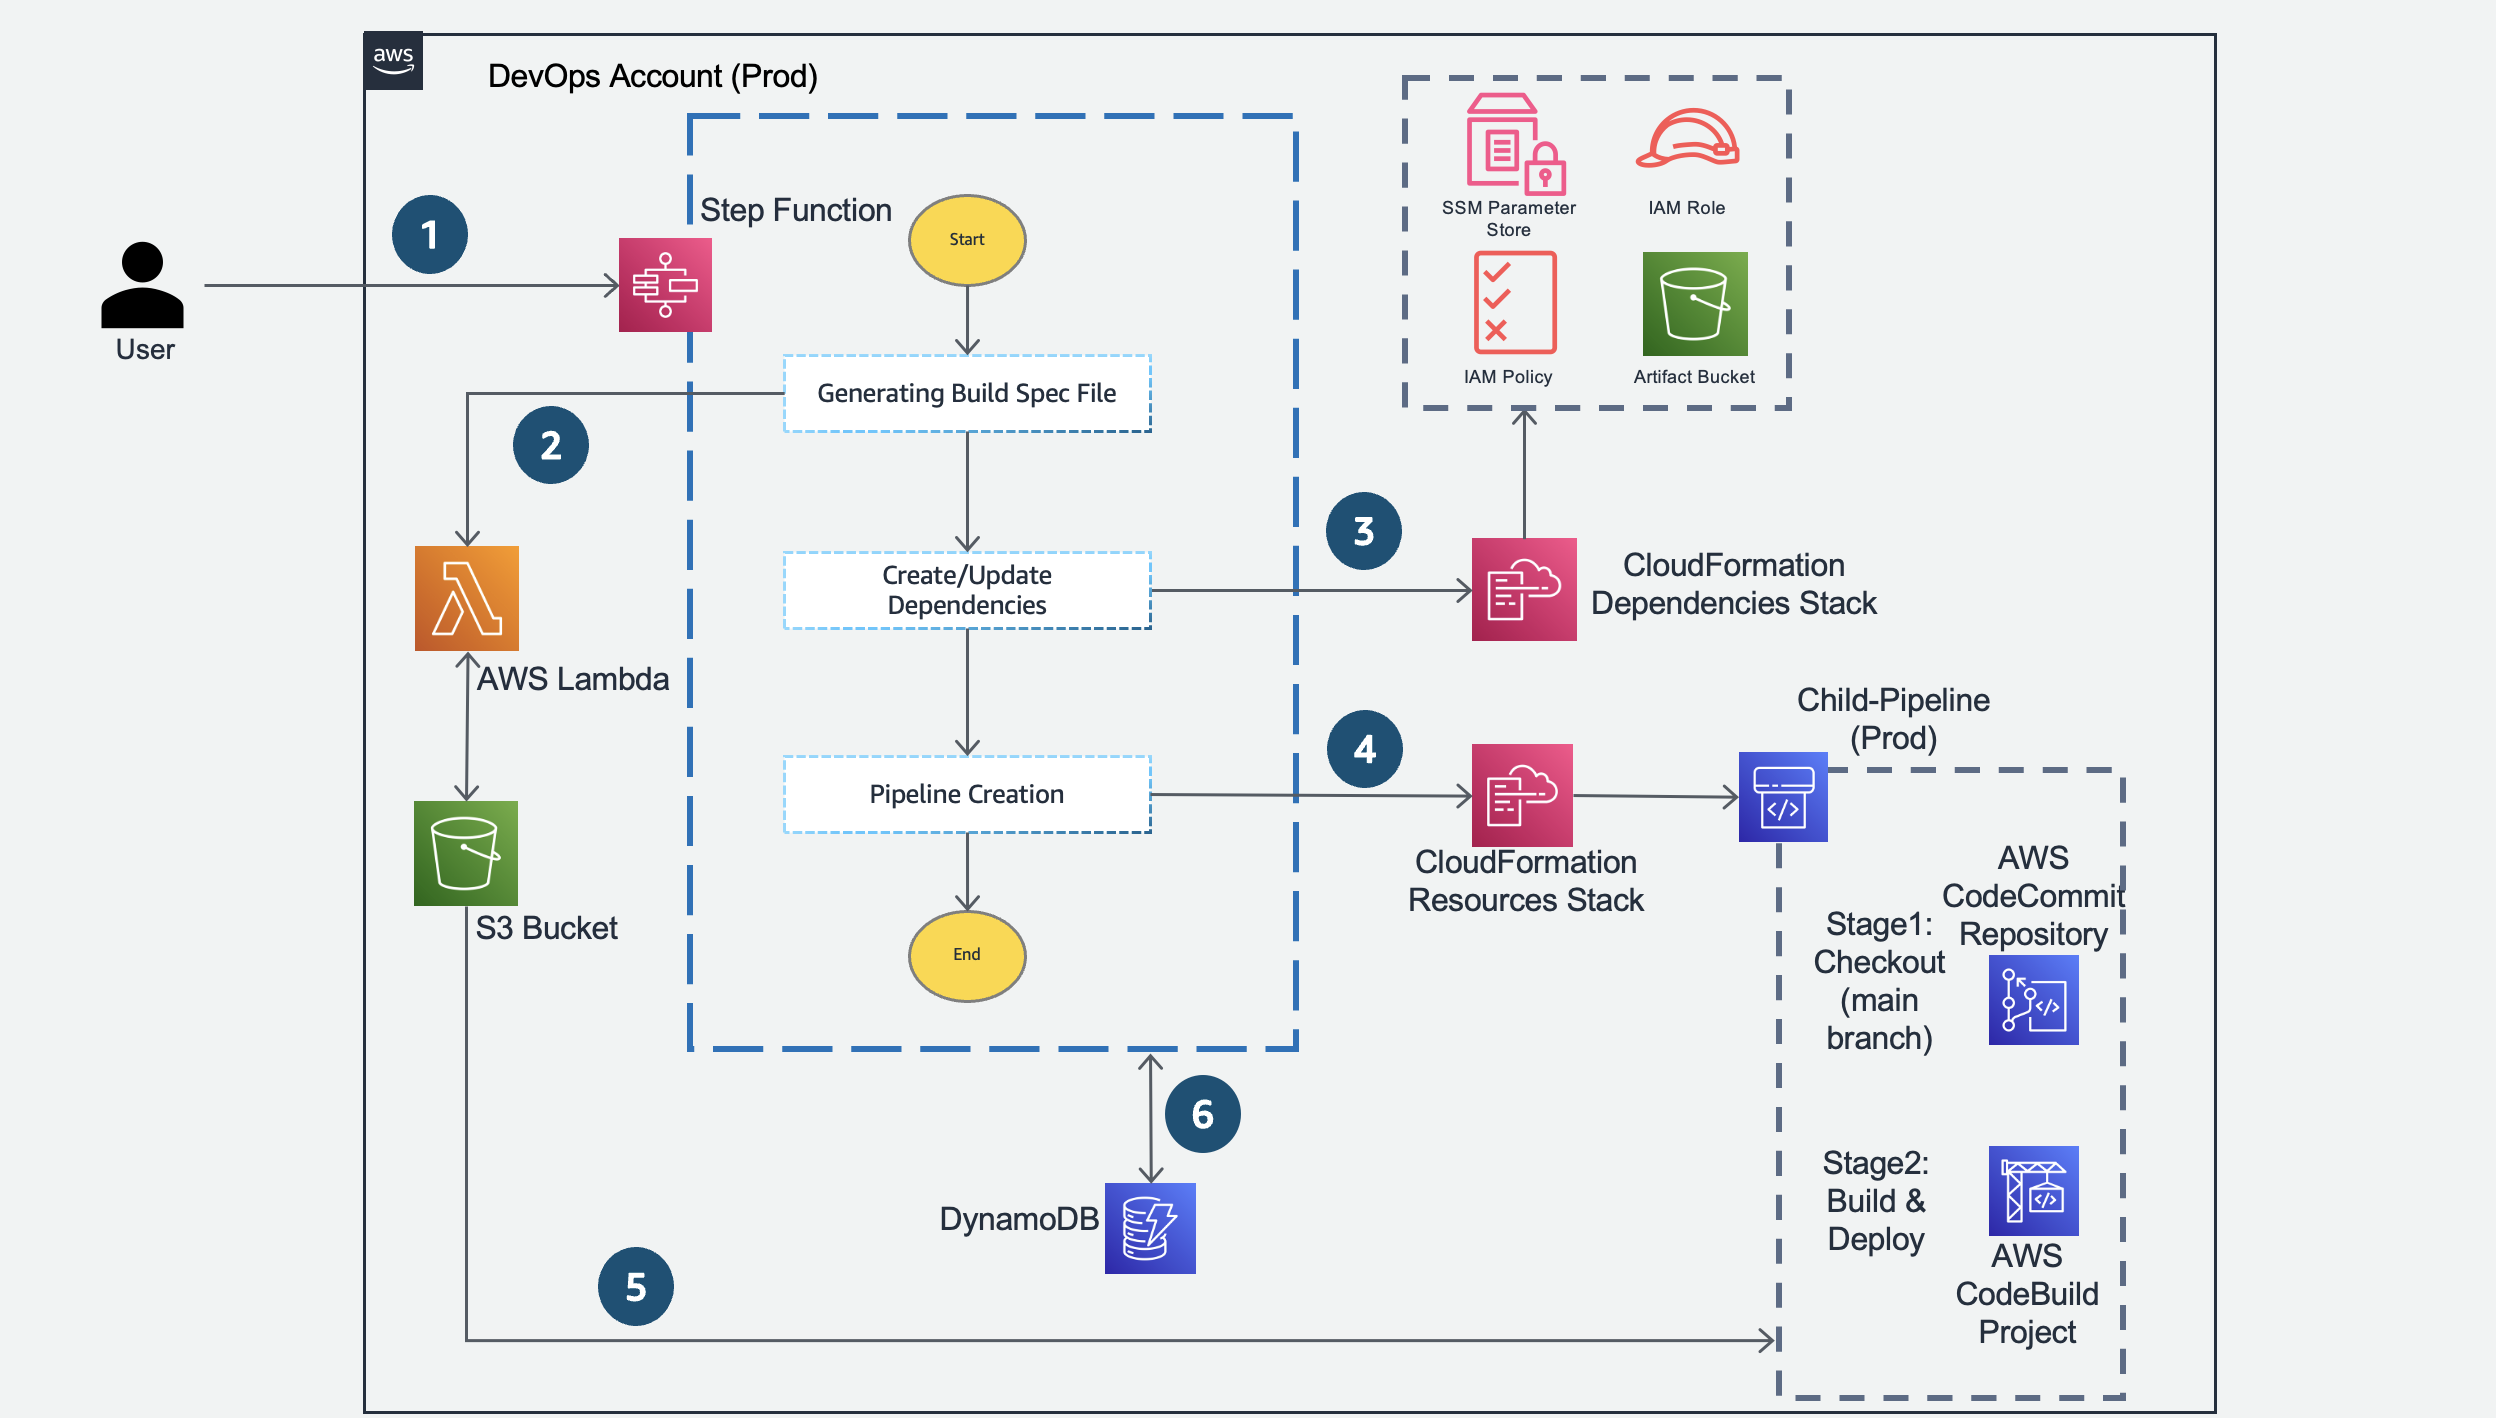 aws
DevOps Account (Prod)
1
User
Step Function
Start
Generating Build Spec File
2
Create/Update
Dependencies
AWS Lambda
Pipeline Creation
S3 Bucket
End
SSM Parameter
Store
IAM Role
IAM Policy
Artifact Bucket
3
CloudFormation
Dependencies Stack
4
CloudFormation
Resources Stack
Child-Pipeline
(Prod)
AWS
CodeCommit
Repository
Stage1:
Checkout
(main
branch)
Stage2:
Build &
Deploy
AWS
CodeBuild
Project
6
DynamoDB
5